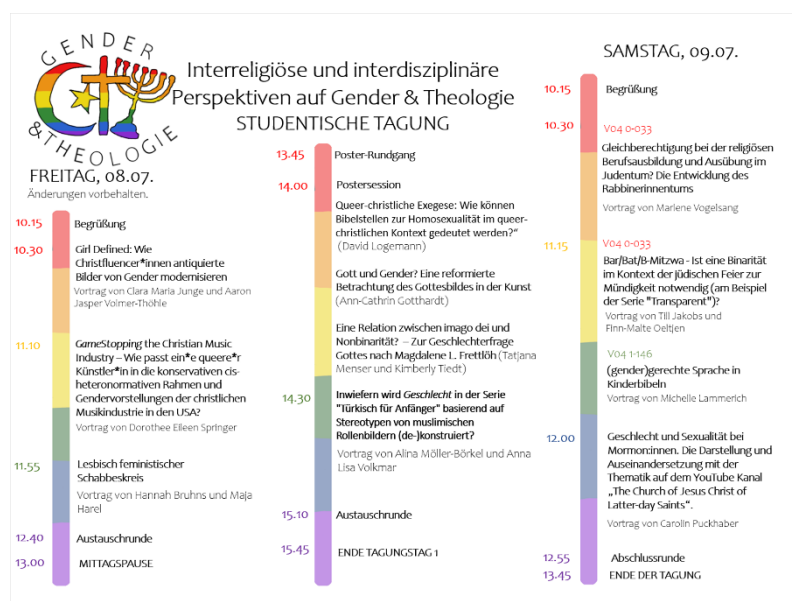 GENDER
&THEOLOGIE
Interreligiöse und interdisziplinäre
Perspektiven auf Gender & Theologie
STUDENTISCHE TAGUNG
FREITAG, 08.07.
Änderungen vorbehalten.
10.15 Begrüßung
10.30 Girl Defined: Wie
Christfluencer*innen antiquierte
Bilder von Gender modernisieren
Vortrag von Clara Maria Junge und Aaron
Jasper Volmer-Thöhle
11.10 GameStopping the Christian Music
Industry – Wie passt ein*e queere*r
Künstler*in in die konservativen cis-
heteronormativen Rahmen und
Gendervorstellungen der christlichen
Musikindustrie in den USA?
Vortrag von Dorothee Eileen Springer
11.55 Lesbisch feministischer
Schabbeskreis
Vortrag von Hannah Bruhns und Maja
Harel
12.40 Austauschrunde
13.00 MITTAGSPAUSE
13.45 Poster-Rundgang
14.00 Postersession
Queer-christliche Exegese: Wie können
Bibelstellen zur Homosexualität im queer-
christlichen Kontext gedeutet werden?“
(David Logemann)
Gott und Gender? Eine reformierte
Betrachtung des Gottesbildes in der Kunst
(Ann-Cathrin Gotthardt)
Eine Relation zwischen imago dei und
Nonbinarität? – Zur Geschlechterfrage
Gottes nach Magdalene L. Frettlöh (Tatjana
Menser und Kimberly Tiedt)
14.30 Inwiefern wird Geschlecht in der Serie
"Türkisch für Anfänger" basierend auf
Stereotypen von muslimischen
Rollenbildern (de-)konstruiert?
Vortrag von Alina Möller-Börkel und Anna
Lisa Volkmar
15.10 Austauschrunde
15.45 ENDE TAGUNGSTAG 1
SAMSTAG, 09.07.
10.15 Begrüßung
10.30 V04 0-033
Gleichberechtigung bei der religiösen
Berufsausbildung und Ausübung im
Judentum? Die Entwicklung des
Rabbinerinnentums
Vortrag von Marlene Vogelsang
11.15 V04 0-033
Bar/Bat/B-Mitzwa - Ist eine Binarität
im Kontext der jüdischen Feier zur
Mündigkeit notwendig (am Beispiel
der Serie "Transparent")?
Vortrag von Till Jakobs und
Finn-Malte Oeltjen
V04 1-146
(gender)gerechte Sprache in
Kinderbibeln
Vortrag von Michelle Lammerich
12.00 Geschlecht und Sexualität bei
Mormon:innen. Die Darstellung und
Auseinandersetzung mit der
Thematik auf dem YouTube Kanal
„The Church of Jesus Christ of
Latter-day Saints“.
Vortrag von Carolin Puckhaber
12.55 Abschlussrunde
13.45 ENDE DER TAGUNG